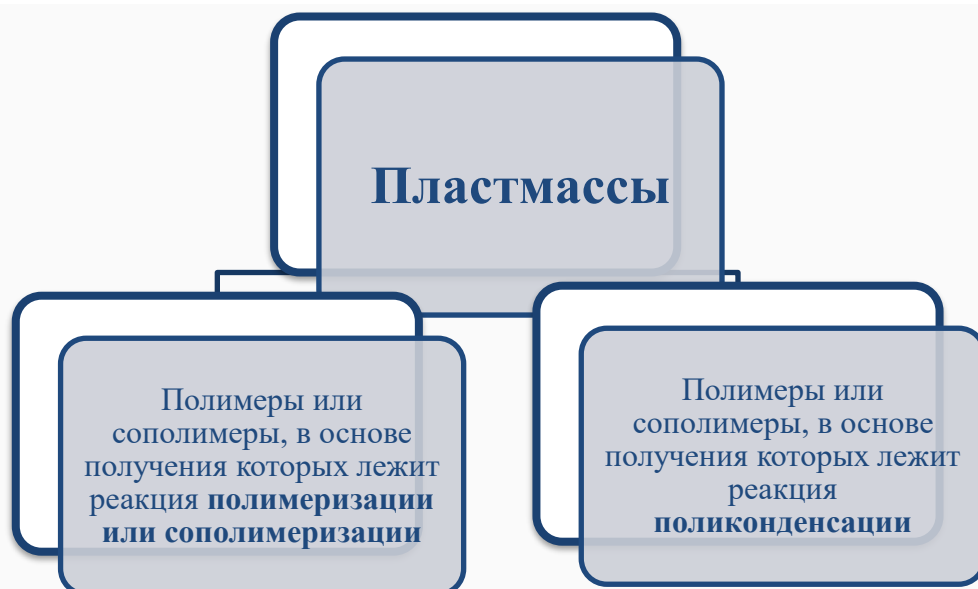 Пластмассы
Полимеры или
сополимеры, в основе
получения которых лежит
реакция полимеризации
или сополимеризации
Полимеры или
сополимеры, в основе
получения которых лежит
реакция
поликонденсации